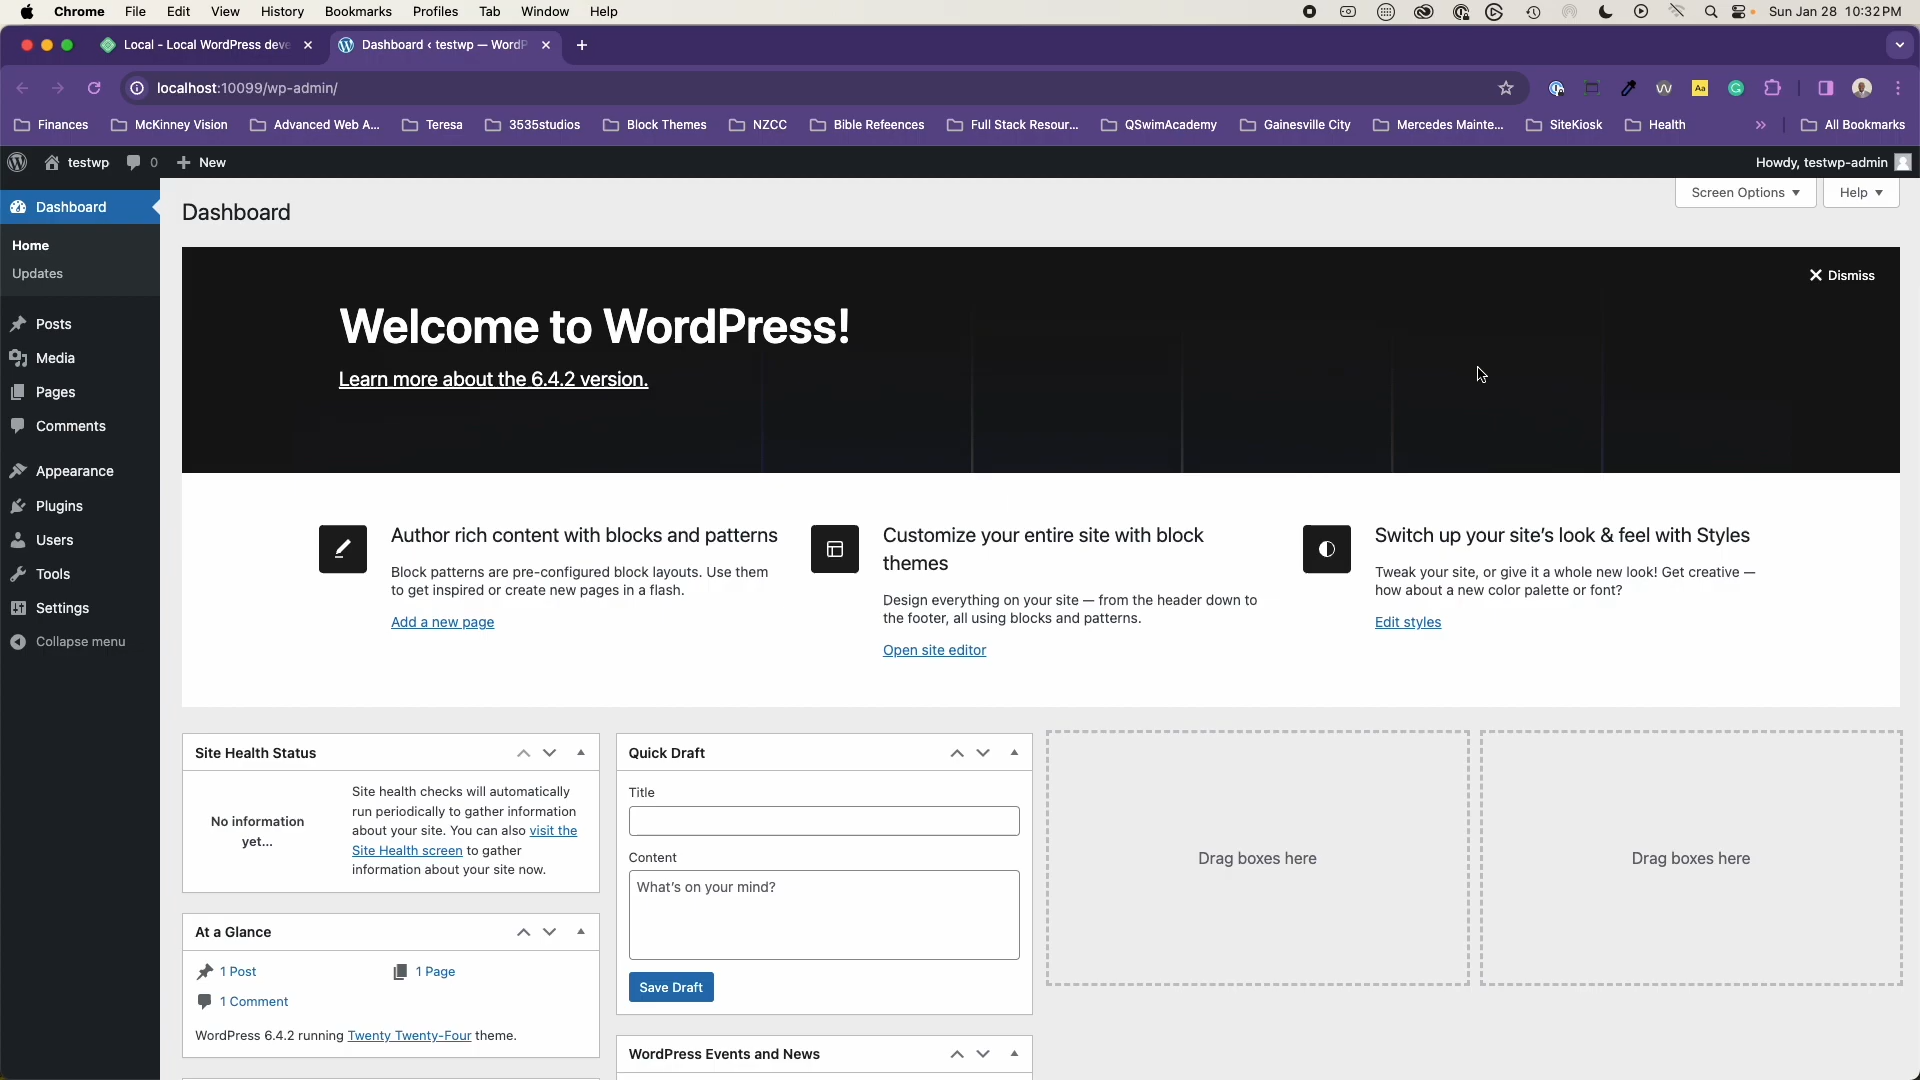 Chrome File Edit View History Bookmarks Profiles Tab Window Help Sun Jan 28 10:32 PM
Local - Local WordPress deve
Dashboard ‹ testwp — WordP
localhost:10099/wp-admin/
Finances McKinney Vision Advanced Web A... Teresa 3535studios Block Themes NZCC Bible Refeences Full Stack Resour... QSwimAcademy Gainesville City Mercedes Mainte... SiteKiosk Health » All Bookmarks
testwp 0 New Howdy, testwp-admin
Dashboard
Home
Updates
Posts
Media
Pages
Comments
Appearance
Plugins
Users
Tools
Settings
Collapse menu
Screen Options Help
Dashboard
Dismiss
Welcome to WordPress!
Learn more about the 6.4.2 version.
Author rich content with blocks and patterns
Block patterns are pre-configured block layouts. Use them
to get inspired or create new pages in a flash.
Add a new page
Customize your entire site with block
themes
Design everything on your site — from the header down to
the footer, all using blocks and patterns.
Open site editor
Switch up your site’s look & feel with Styles
Tweak your site, or give it a whole new look! Get creative —
how about a new color palette or font?
Edit styles
Site Health Status
No information
yet...
Site health checks will automatically
run periodically to gather information
about your site. You can also visit the
Site Health screen to gather
information about your site now.
At a Glance
1 Post 1 Page
1 Comment
WordPress 6.4.2 running Twenty Twenty-Four theme.
Quick Draft
Title
Content
What’s on your mind?
Save Draft
WordPress Events and News
Drag boxes here
Drag boxes here